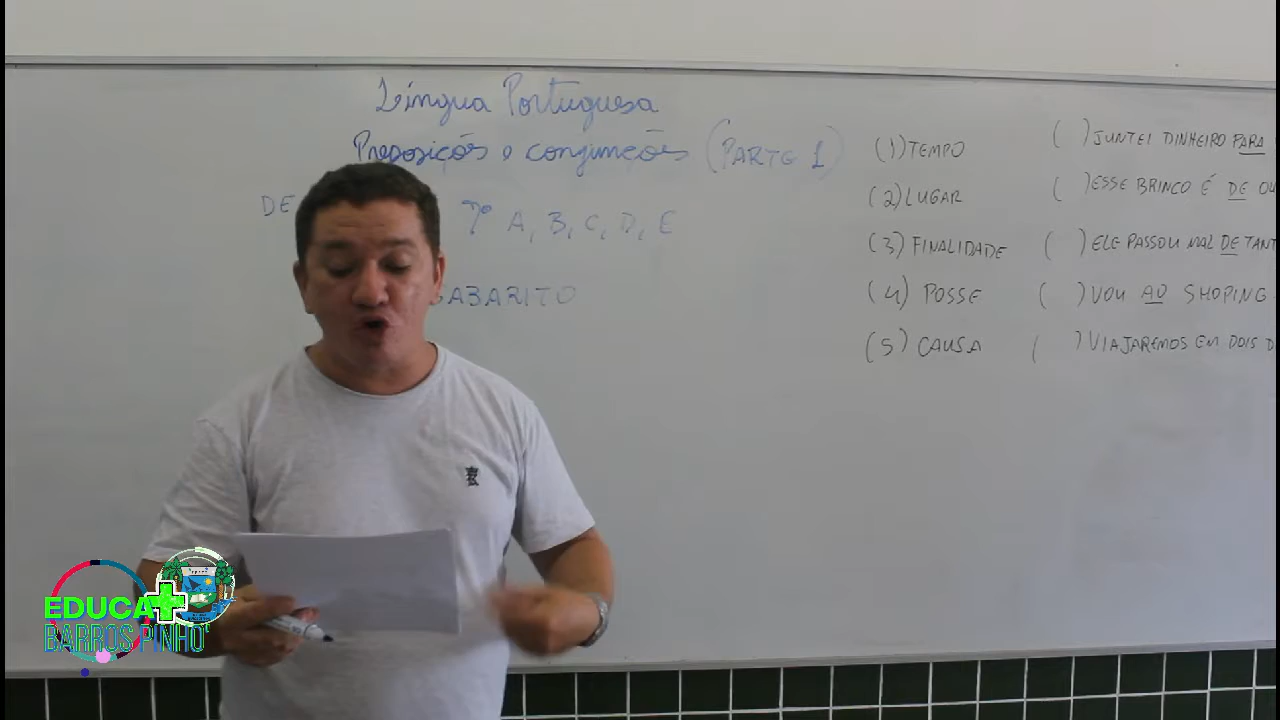 Língua Portuguesa
Preposições e conjunções (PARTE 1)
DE 7º A, B, C, D, E
GABARITO
(1) TEMPO
(2) LUGAR
(3) FINALIDADE
(4) POSSE
(5) CAUSA
( ) JUNTEI DINHEIRO PARA
( ) ESSE BRINCO É DE OU
( ) ELE PASSOU MAL DE TANT
( ) VOU AO SHOPING
( ) VIAJAREMOS EM DOIS D
EDUCA+
BARROS PINHO